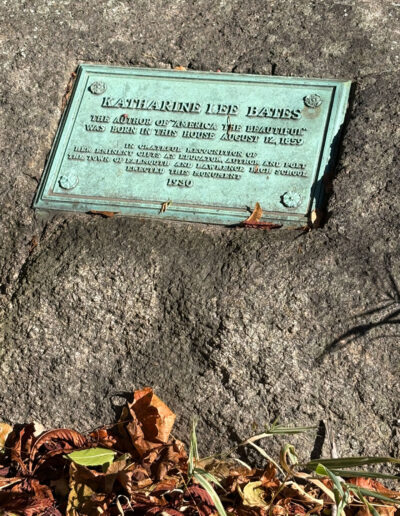 KATHARINE LEE BATES
THE AUTHOR OF "AMERICA THE BEAUTIFUL"
WAS BORN IN THIS HOUSE AUGUST 12, 1859
IN GRATEFUL RECOGNITION OF
HER EMINENT GIFTS AS EDUCATOR, AUTHOR AND POET
THE TOWN OF FALMOUTH AND LAWRENCE HIGH SCHOOL
ERECTED THIS MONUMENT
1930